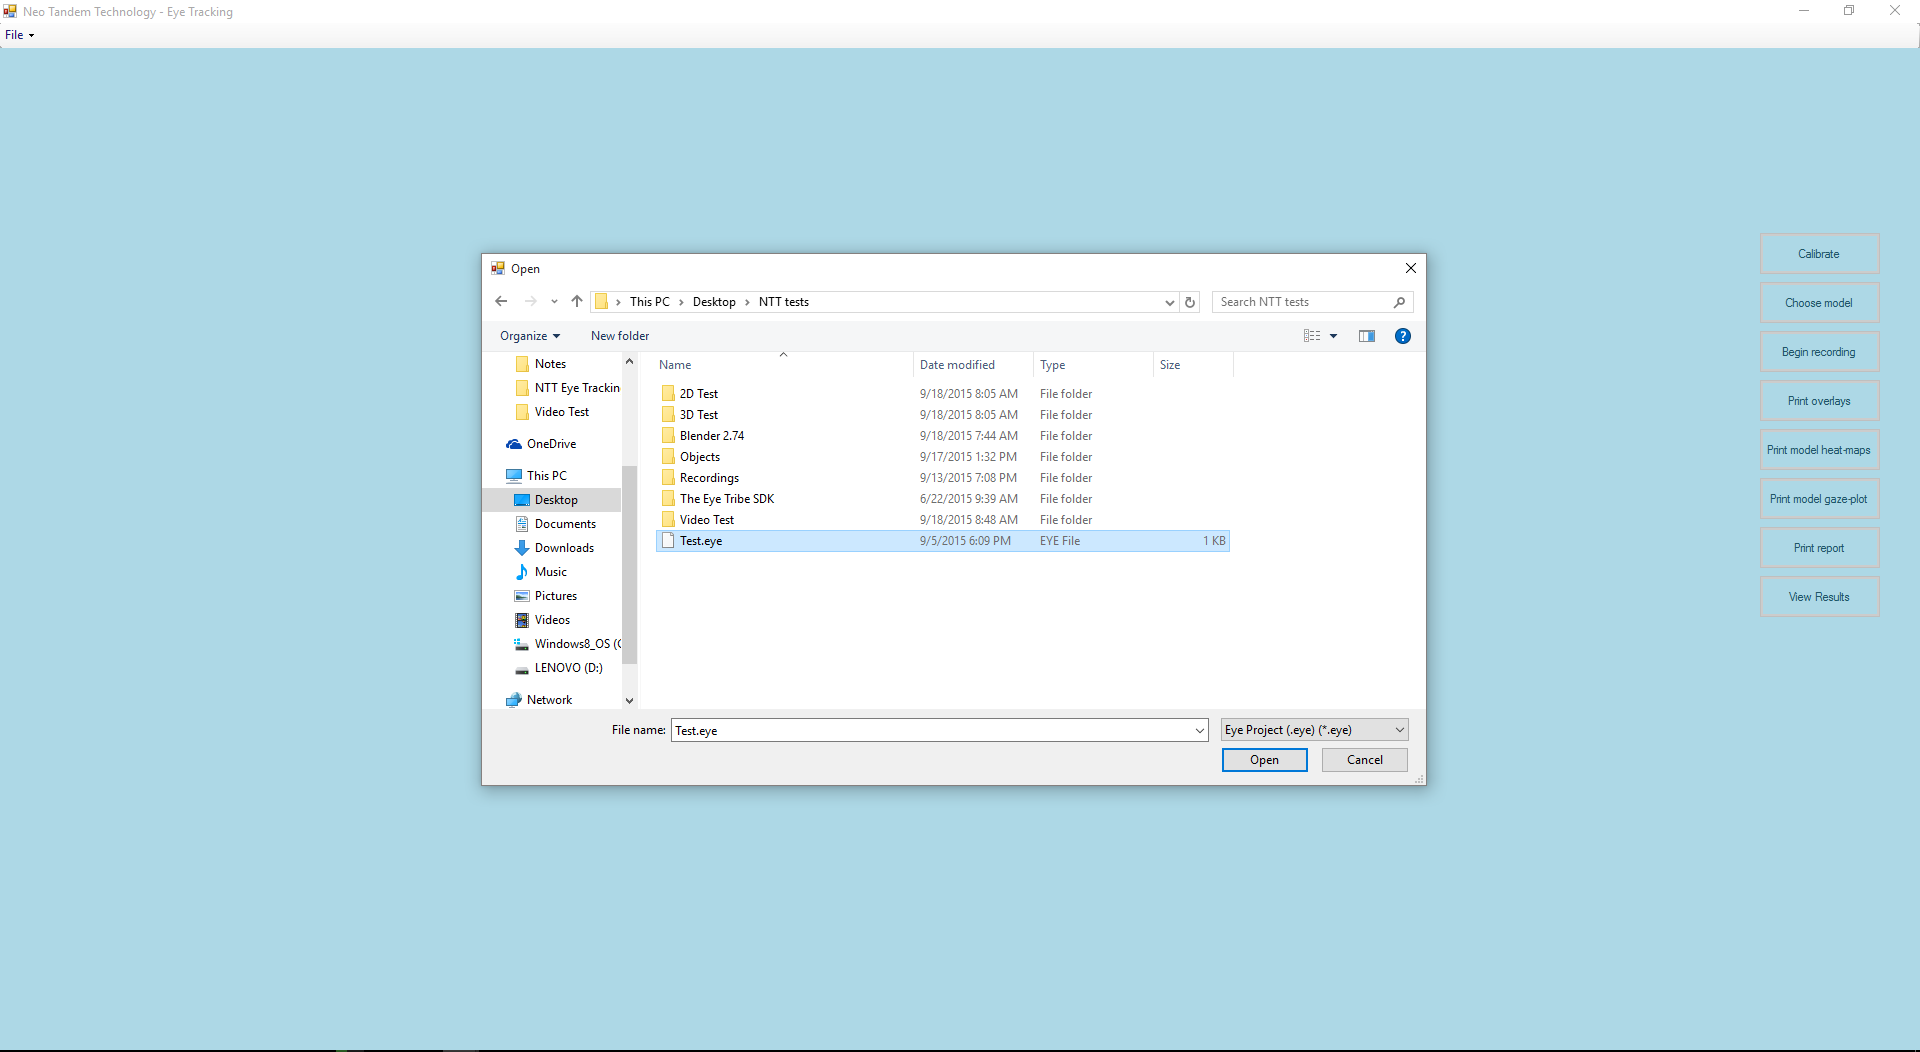 Neo Tandem Technology - Eye Tracking
File
Open
This PC > Desktop > NTT tests
Search NTT tests
Organize
New folder
Notes
NTT Eye Trackin
Video Test
OneDrive
This PC
Desktop
Documents
Downloads
Music
Pictures
Videos
Windows8_OS (C
LENOVO (D:)
Network
Name Date modified Type Size
2D Test 9/18/2015 8:05 AM File folder
3D Test 9/18/2015 8:05 AM File folder
Blender 2.74 9/18/2015 7:44 AM File folder
Objects 9/17/2015 1:32 PM File folder
Recordings 9/13/2015 7:08 PM File folder
The Eye Tribe SDK 6/22/2015 9:39 AM File folder
Video Test 9/18/2015 8:48 AM File folder
Test.eye 9/5/2015 6:09 PM EYE File 1 KB
File name: Test.eye
Eye Project (.eye) (*.eye)
Open
Cancel
Calibrate
Choose model
Begin recording
Print overlays
Print model heat-maps
Print model gaze-plot
Print report
View Results